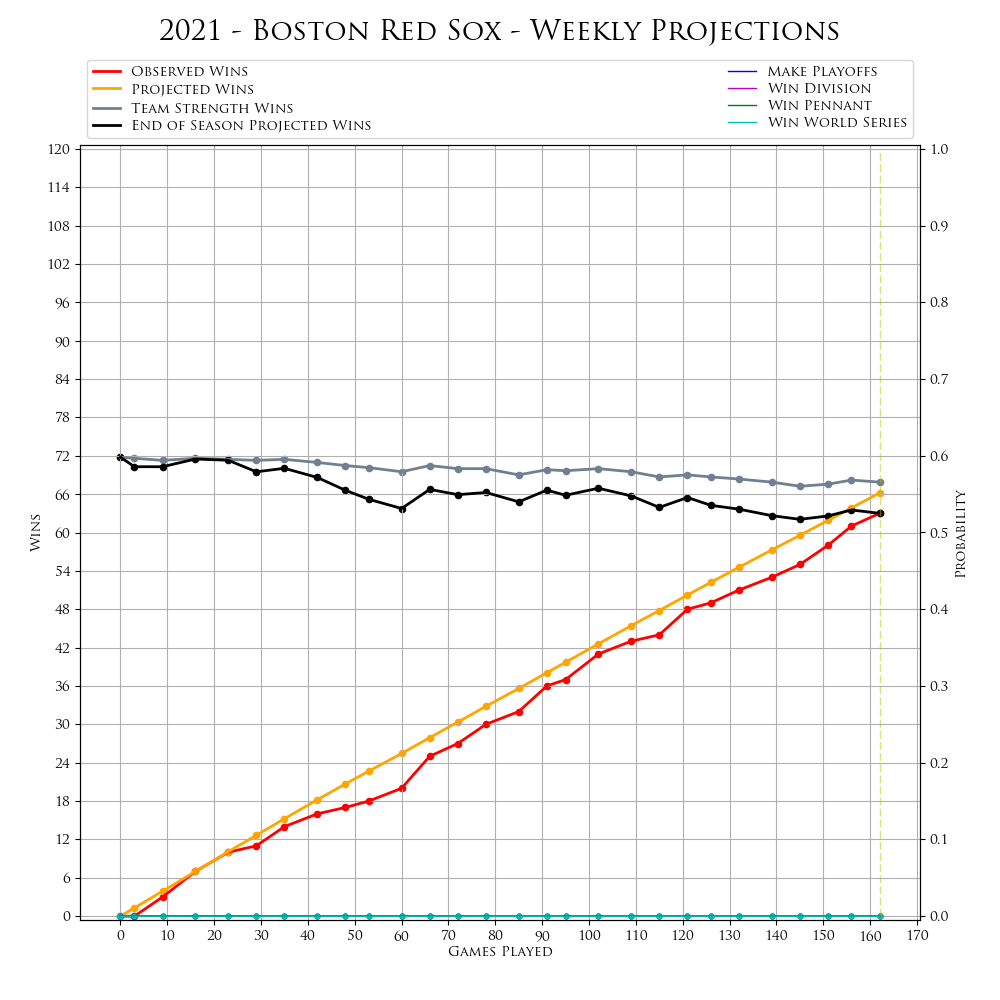 2021 - Boston Red Sox - Weekly Projections
Observed Wins
Projected Wins
Team Strength Wins
End of Season Projected Wins
Make Playoffs
Win Division
Win Pennant
Win World Series
120
114
108
102
96
90
84
78
72
66
60
54
48
42
36
30
24
18
12
6
0
Wins
1.0
0.9
0.8
0.7
0.6
0.5
0.4
0.3
0.2
0.1
0.0
Probability
0 10 20 30 40 50 60 70 80 90 100 110 120 130 140 150 160 170
Games Played